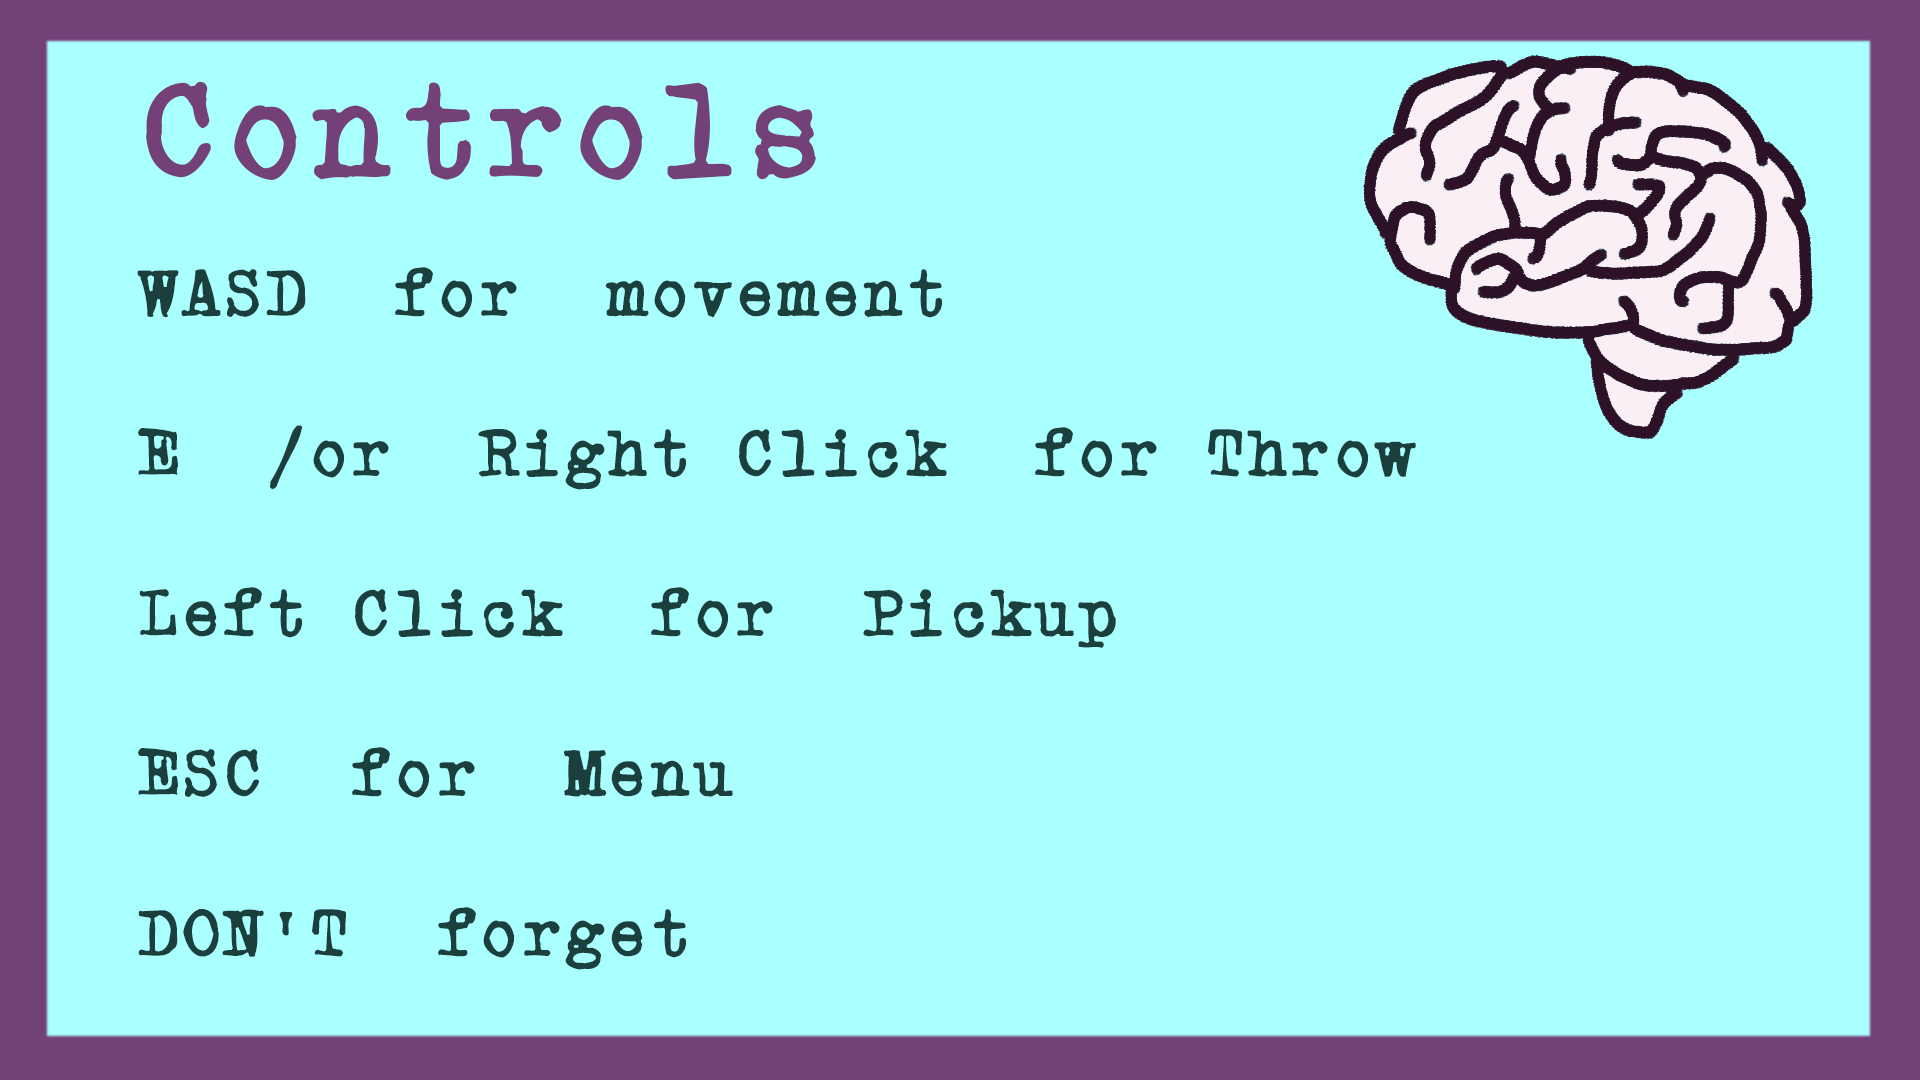 Controls
WASD for movement
E /or Right Click for Throw
Left Click for Pickup
ESC for Menu
DON'T forget